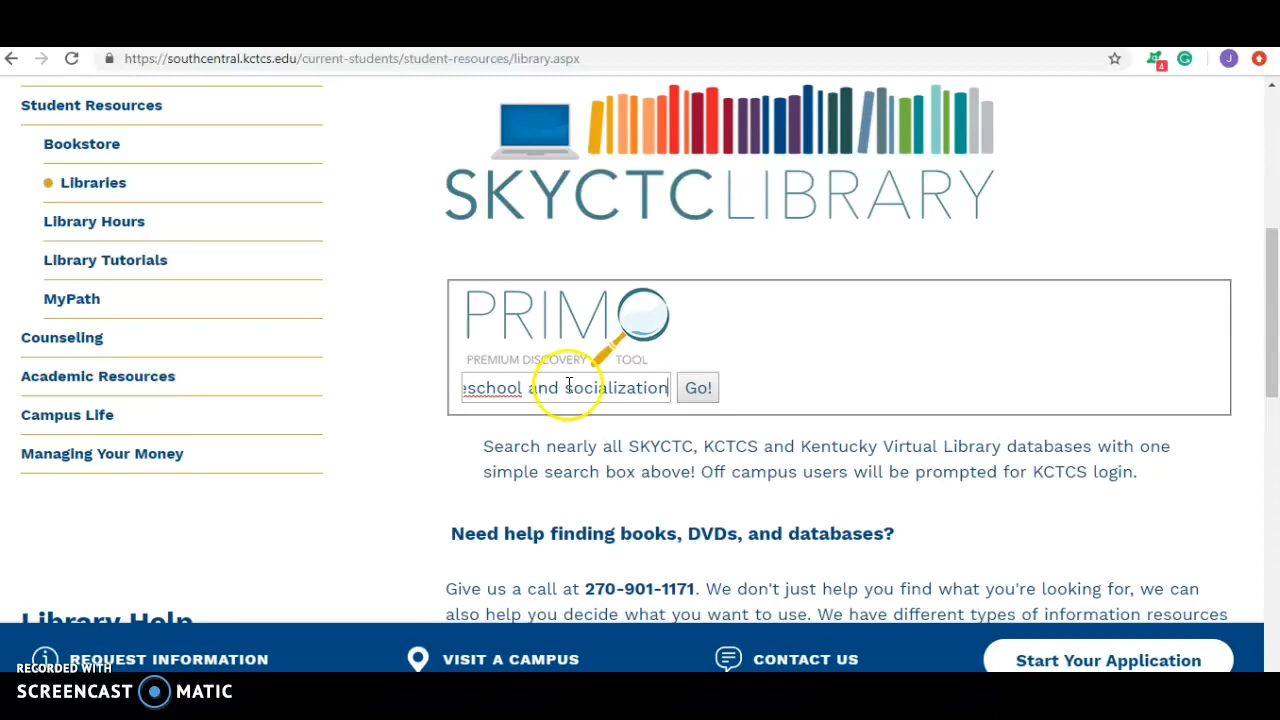 https://southcentral.kctcs.edu/current-students/student-resources/library.aspx
4
J
Student Resources
Bookstore
Libraries
Library Hours
Library Tutorials
MyPath
Counseling
Academic Resources
Campus Life
Managing Your Money
Library Help
SKYCTCLIBRARY
PRIMO
PREMIUM DISCOVERY TOOL
eschool and socialization
Go!
Search nearly all SKYCTC, KCTCS and Kentucky Virtual Library databases with one
simple search box above! Off campus users will be prompted for KCTCS login.
Need help finding books, DVDs, and databases?
Give us a call at 270-901-1171. We don't just help you find what you're looking for, we can
also help you decide what you want to use. We have different types of information resources
REQUEST INFORMATION
VISIT A CAMPUS
CONTACT US
Start Your Application
RECORDED WITH
SCREENCAST MATIC